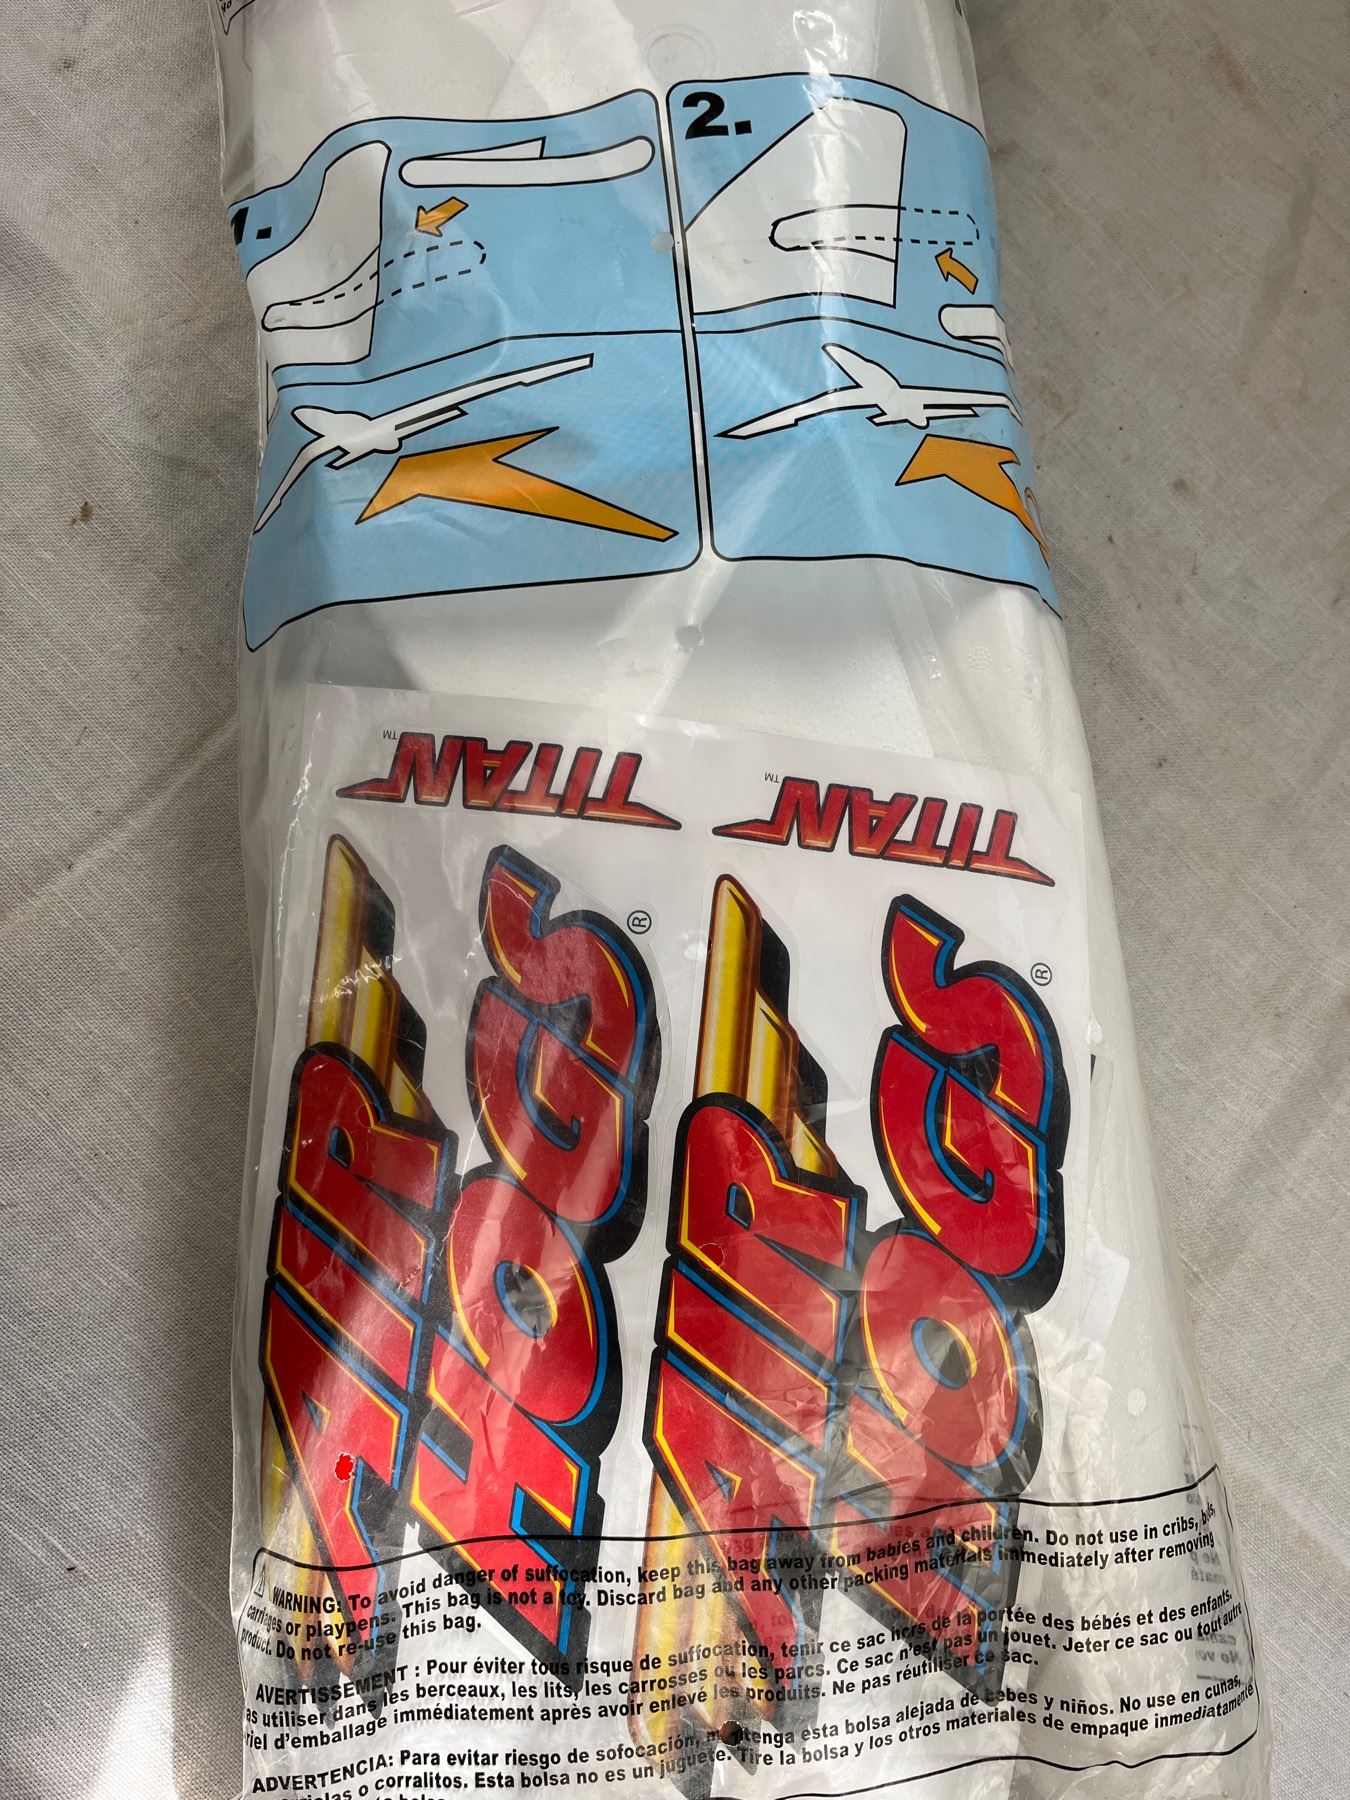 1.
2.
TITAN™
TITAN™
AIR
HOGS®
AIR
HOGS®
WARNING: To avoid danger of suffocation, keep this bag away from babies and children. Do not use in cribs, beds,
carriages or playpens. This bag is not a toy. Discard bag and any other packing materials immediately after removing
product. Do not re-use this bag.
AVERTISSEMENT : Pour éviter tous risque de suffocation, tenir ce sac hors de la portée des bébés et des enfants.
as utiliser dans les berceaux, les lits, les carrosses ou les parcs. Ce sac n'est pas un jouet. Jeter ce sac ou tout autre
riel d'emballage immédiatement après avoir enlevé les produits. Ne pas réutiliser ce sac.
ADVERTENCIA: Para evitar riesgo de sofocación, mantenga esta bolsa alejada de bebes y niños. No use en cunas,
o corralitos. Esta bolsa no es un juguete. Tire la bolsa y los otros materiales de empaque inmediatamente